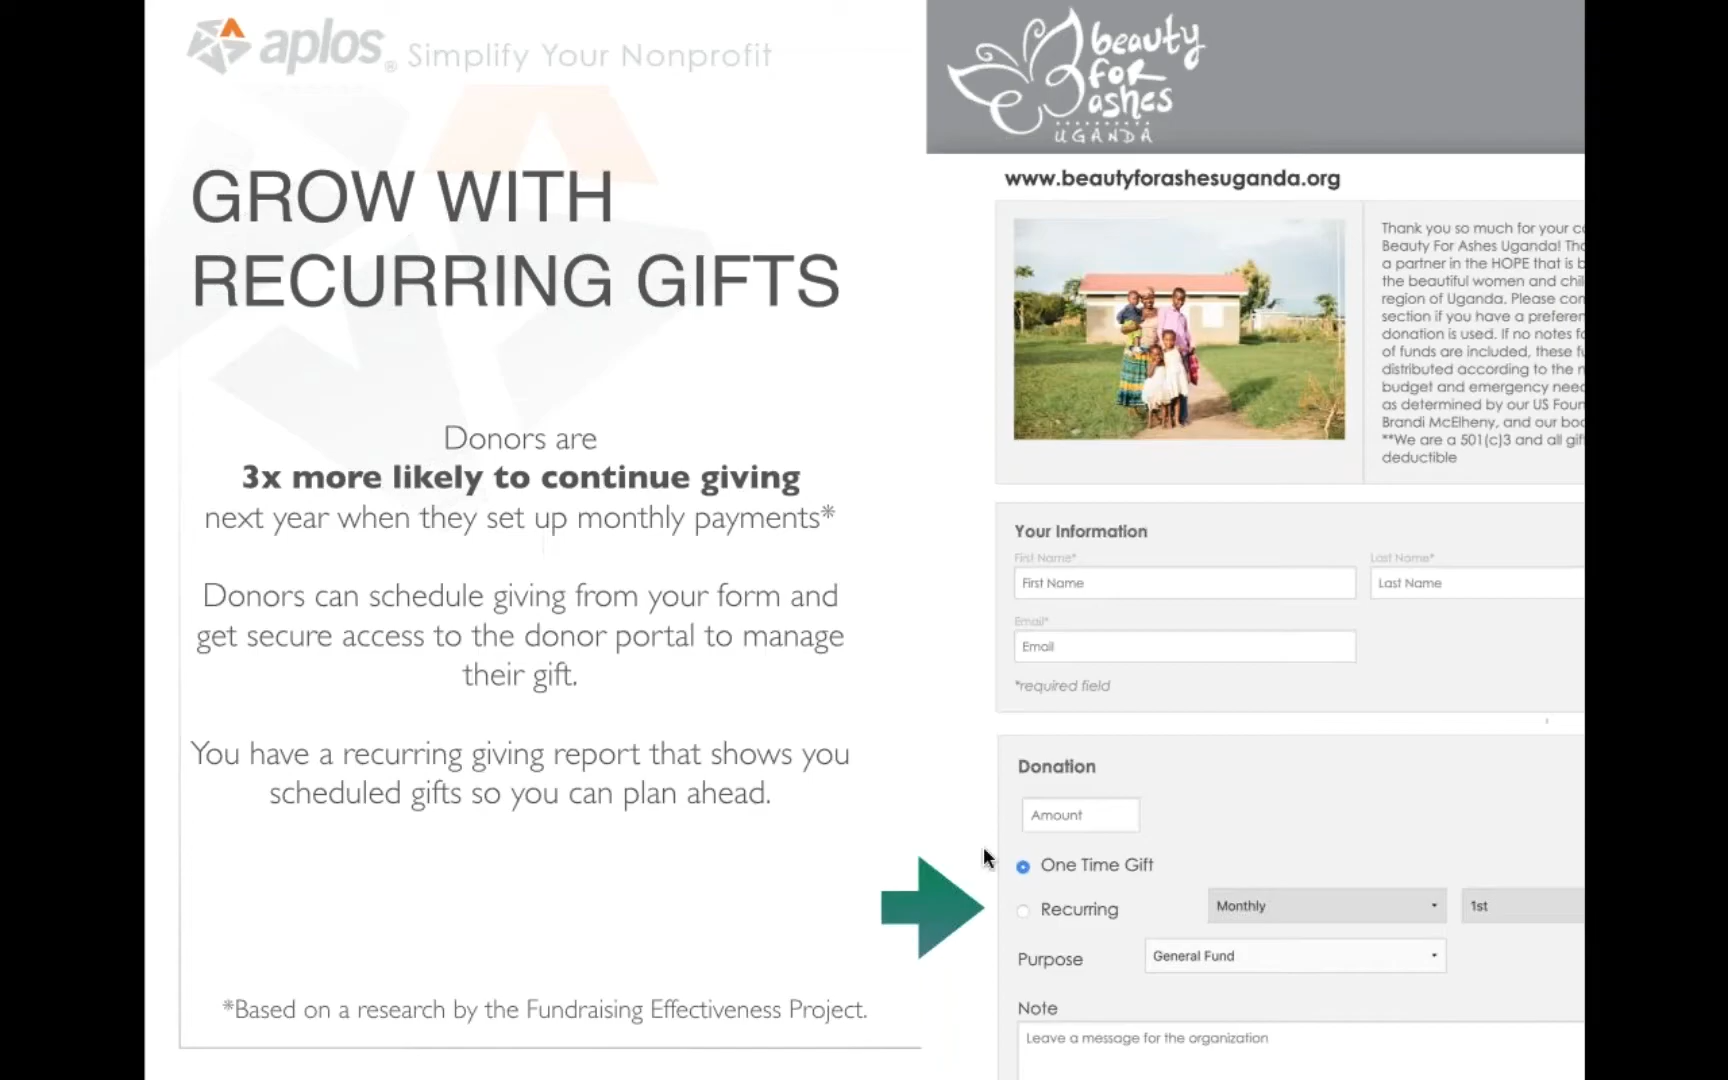 aplos® Simplify Your Nonprofit
GROW WITH
RECURRING GIFTS
Donors are
3x more likely to continue giving
next year when they set up monthly payments*
Donors can schedule giving from your form and
get secure access to the donor portal to manage
their gift.
You have a recurring giving report that shows you
scheduled gifts so you can plan ahead.
*Based on a research by the Fundraising Effectiveness Project.
beauty
for
ashes
UGANDA
www.beautyforashesuganda.org
Thank you so much for your
Beauty For Ashes Uganda!
a partner in the HOPE that is
the beautiful women and
region of Uganda. Please
section if you have a
donation is used. If no notes
of funds are included, these
distributed according to the
budget and emergency
as determined by our US
Brandi McElheny, and our
**We are a 501(c)3 and all
deductible
Your Information
First Name* Last Name*
First Name Last Name
Email*
Email
*required field
Donation
Amount
One Time Gift
Recurring Monthly 1st
Purpose General Fund
Note
Leave a message for the organization